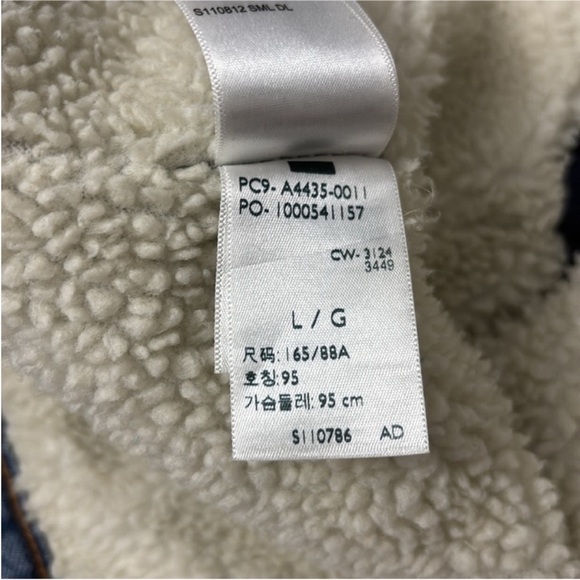 S110812 SML DL
PC9- A4435-0011
PO- 1000541157
CW- 3124
3449
L / G
尺码: 165/88A
호칭: 95
가슴둘레: 95 cm
S110786 AD